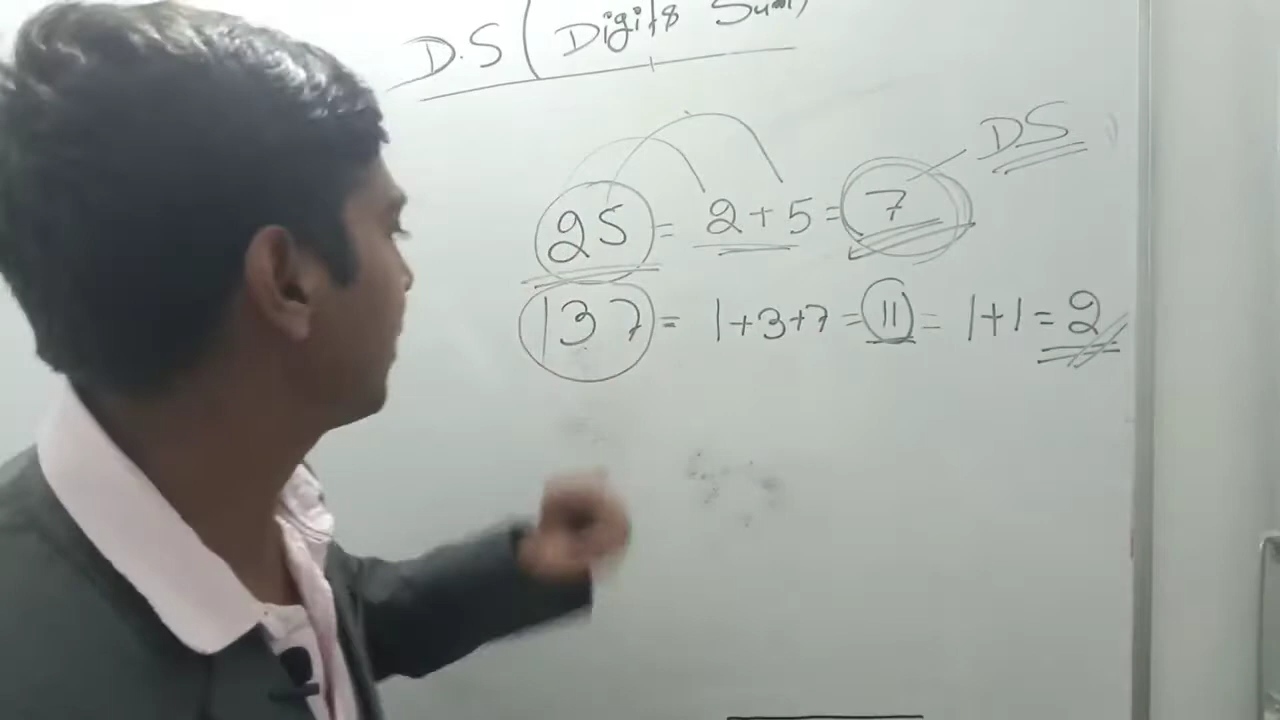 D.S ( Digits Sum)
DS
25 = 2 + 5 = 7
137 = 1+3+7 = 11 = 1+1 = 2